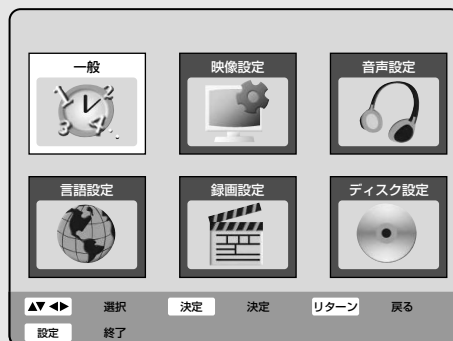 一般 映像設定 音声設定
言語設定 録画設定 ディスク設定
▲▼◀▶ 選択 決定 決定 リターン 戻る
設定 終了